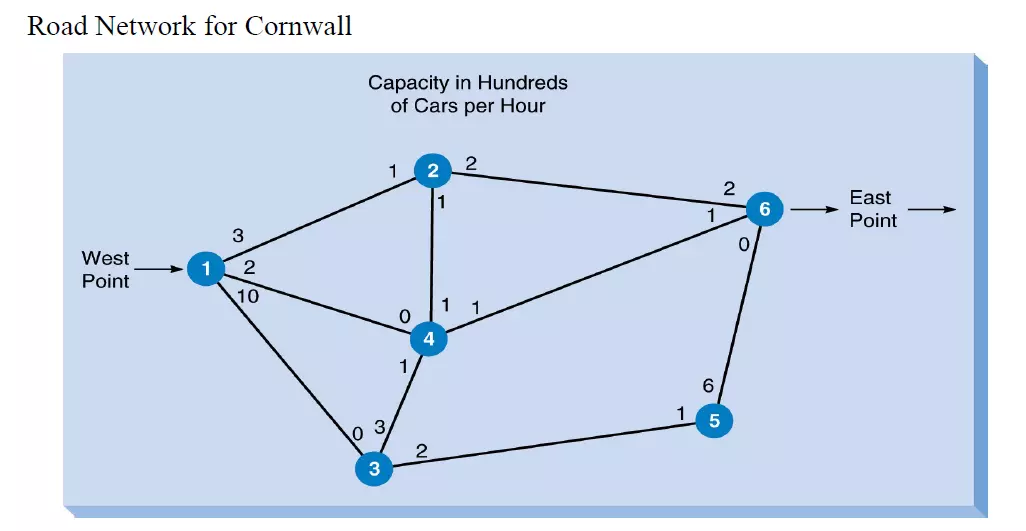 Road Network for Cornwall
Capacity in Hundreds
of Cars per Hour
1 2 2
1
2
6
East
Point
1
0
3
West
Point
1
2
10
0 1 1
4
1
6
1 5
0 3
2
3